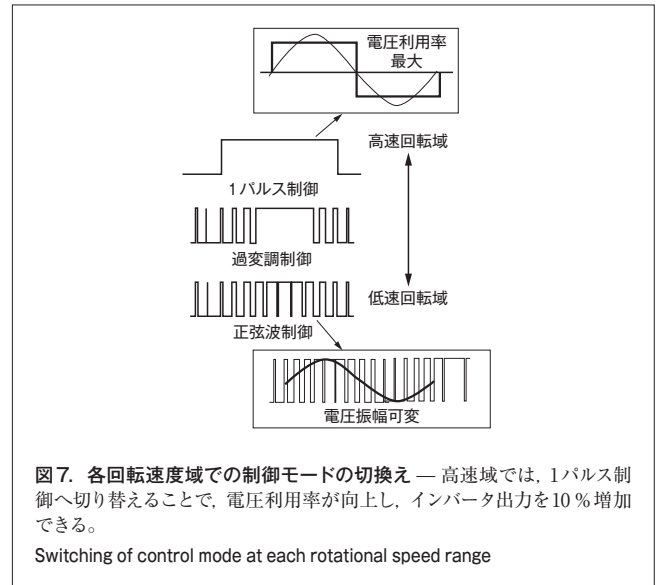 電圧利用率
最大
高速回転域
1パルス制御
過変調制御
低速回転域
正弦波制御
電圧振幅可変
図7. 各回転速度域での制御モードの切換え — 高速域では，1パルス制
御へ切り替えることで，電圧利用率が向上し，インバータ出力を10 %増加
できる。
Switching of control mode at each rotational speed range